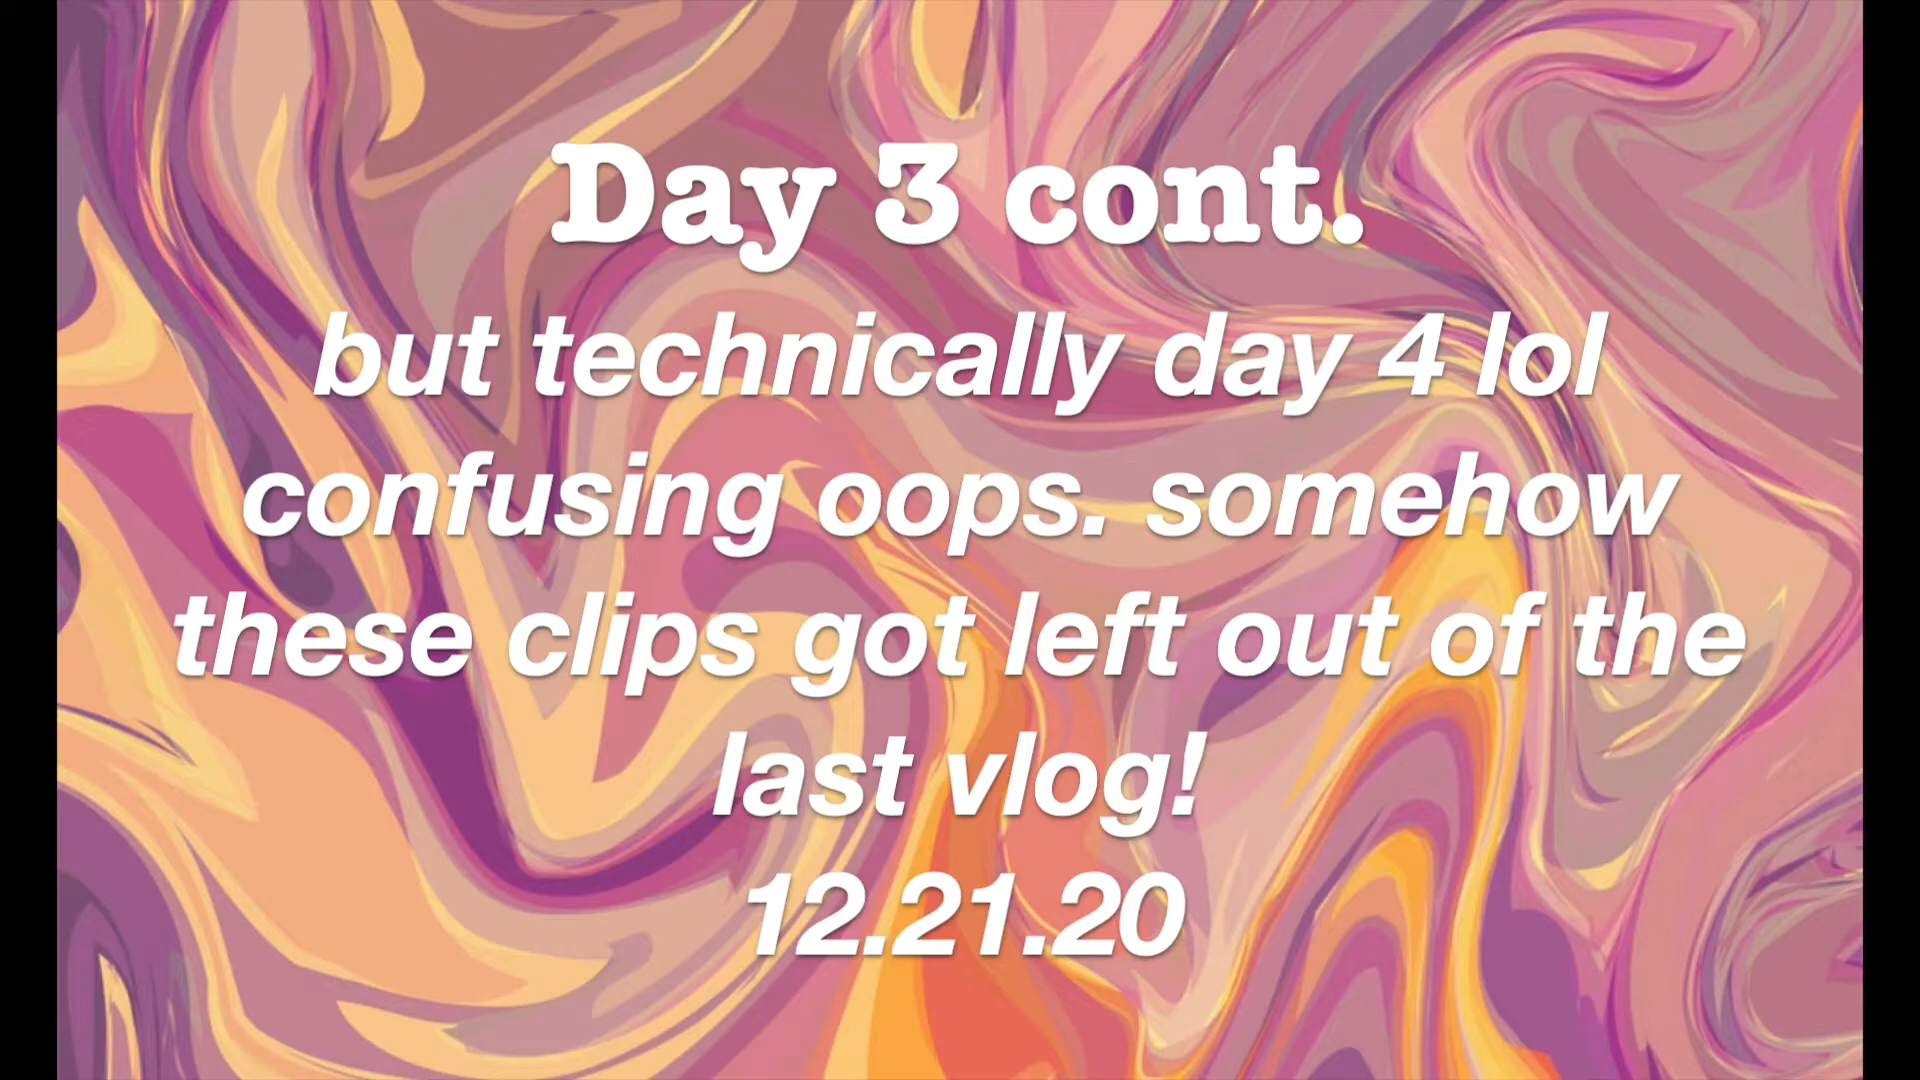 Day 3 cont.
but technically day 4 lol
confusing oops. somehow
these clips got left out of the
last vlog!
12.21.20